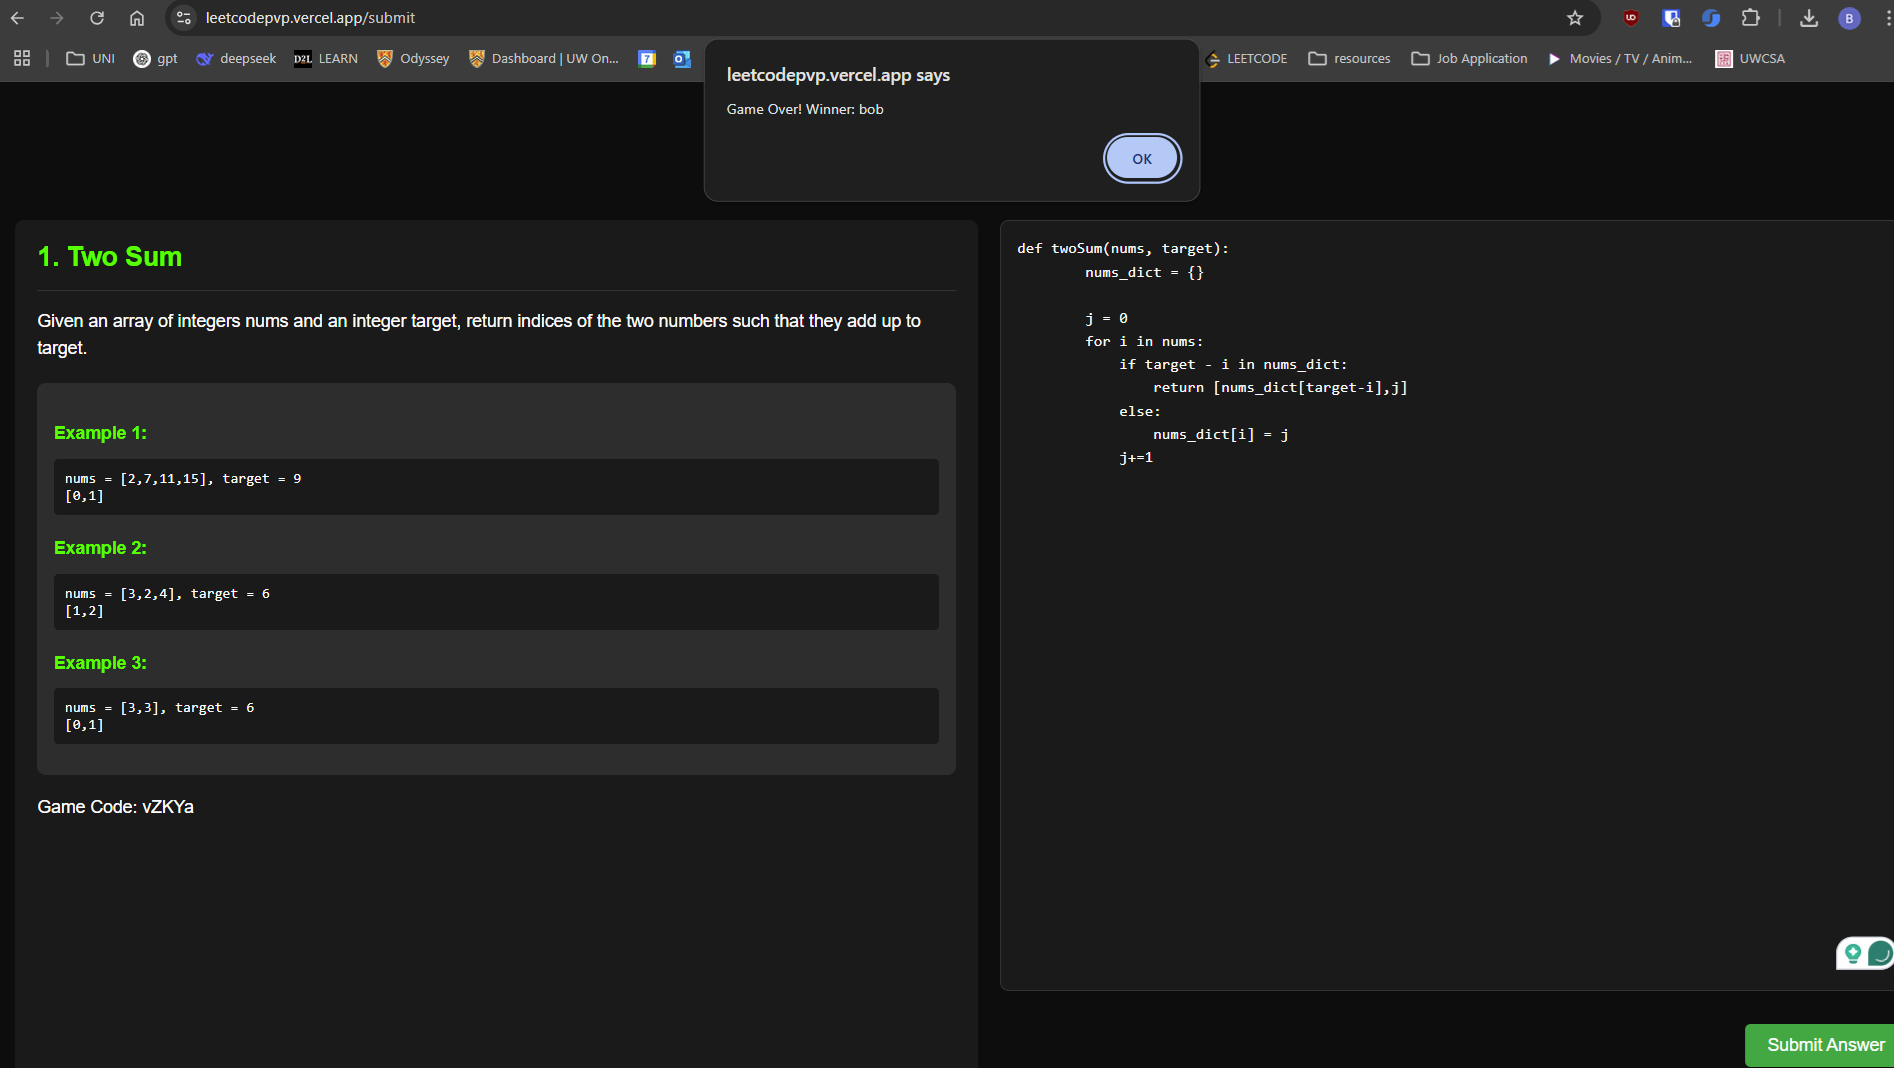 leetcodepvp.vercel.app/submit
UNI
gpt
deepseek
D2L LEARN
Odyssey
Dashboard | UW On...
7
LEETCODE
resources
Job Application
Movies / TV / Anim...
UWCSA
B
leetcodepvp.vercel.app says
Game Over! Winner: bob
OK
1. Two Sum
Given an array of integers nums and an integer target, return indices of the two numbers such that they add up to
target.
Example 1:
nums = [2,7,11,15], target = 9
[0,1]
Example 2:
nums = [3,2,4], target = 6
[1,2]
Example 3:
nums = [3,3], target = 6
[0,1]
Game Code: vZKYa
def twoSum(nums, target):
nums_dict = {}
j = 0
for i in nums:
if target - i in nums_dict:
return [nums_dict[target-i],j]
else:
nums_dict[i] = j
j+=1
Submit Answer